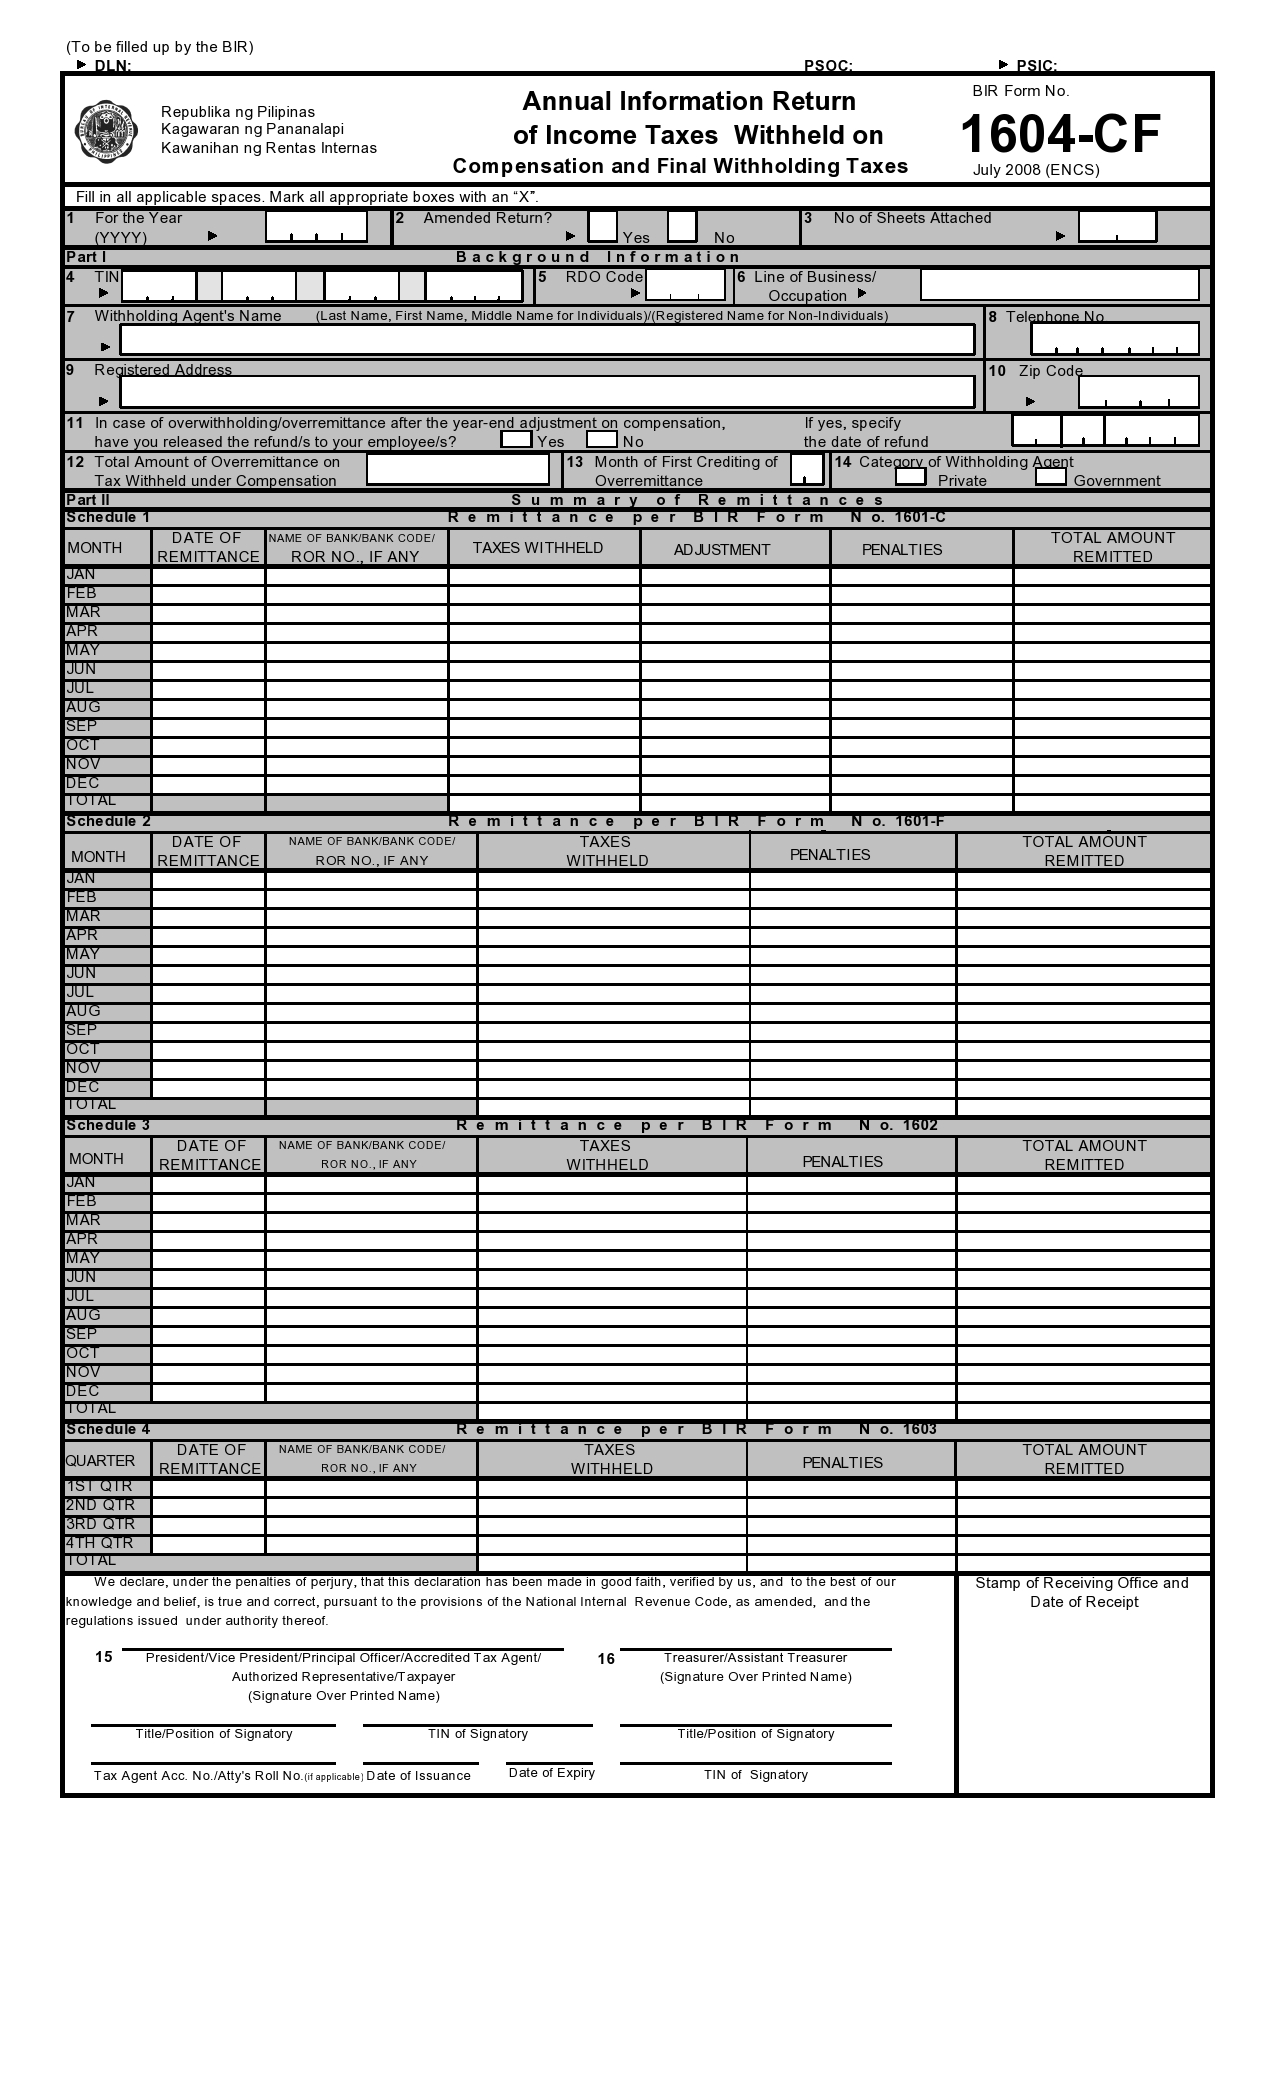 (To be filled up by the BIR)
DLN: PSOC: PSIC:
Republika ng Pilipinas
Kagawaran ng Pananalapi
Kawanihan ng Rentas Internas
Annual Information Return
of Income Taxes Withheld on
Compensation and Final Withholding Taxes
BIR Form No.
1604-CF
July 2008 (ENCS)
Fill in all applicable spaces. Mark all appropriate boxes with an “X”.
1 For the Year
(YYYY)
2 Amended Return?
Yes No
3 No of Sheets Attached
Part I Background Information
4 TIN
5 RDO Code
6 Line of Business/
Occupation
7 Withholding Agent's Name (Last Name, First Name, Middle Name for Individuals)/(Registered Name for Non-Individuals)
8 Telephone No
9 Registered Address
10 Zip Code
11 In case of overwithholding/overremittance after the year-end adjustment on compensation,
have you released the refund/s to your employee/s? Yes No
If yes, specify
the date of refund
12 Total Amount of Overremittance on
Tax Withheld under Compensation
13 Month of First Crediting of
Overremittance
14 Category of Withholding Agent
Private Government
Part II Summary of Remittances
Schedule 1 Remittance per BIR Form No. 1601-C
MONTH
DATE OF
REMITTANCE
NAME OF BANK/BANK CODE/
ROR NO., IF ANY
TAXES WITHHELD
ADJUSTMENT
PENALTIES
TOTAL AMOUNT
REMITTED
JAN
FEB
MAR
APR
MAY
JUN
JUL
AUG
SEP
OCT
NOV
DEC
TOTAL
Schedule 2 Remittance per BIR Form No. 1601-F
MONTH
DATE OF
REMITTANCE
NAME OF BANK/BANK CODE/
ROR NO., IF ANY
TAXES
WITHHELD
PENALTIES
TOTAL AMOUNT
REMITTED
JAN
FEB
MAR
APR
MAY
JUN
JUL
AUG
SEP
OCT
NOV
DEC
TOTAL
Schedule 3 Remittance per BIR Form No. 1602
MONTH
DATE OF
REMITTANCE
NAME OF BANK/BANK CODE/
ROR NO., IF ANY
TAXES
WITHHELD
PENALTIES
TOTAL AMOUNT
REMITTED
JAN
FEB
MAR
APR
MAY
JUN
JUL
AUG
SEP
OCT
NOV
DEC
TOTAL
Schedule 4 Remittance per BIR Form No. 1603
QUARTER
DATE OF
REMITTANCE
NAME OF BANK/BANK CODE/
ROR NO., IF ANY
TAXES
WITHHELD
PENALTIES
TOTAL AMOUNT
REMITTED
1ST QTR
2ND QTR
3RD QTR
4TH QTR
TOTAL
We declare, under the penalties of perjury, that this declaration has been made in good faith, verified by us, and to the best of our
knowledge and belief, is true and correct, pursuant to the provisions of the National Internal Revenue Code, as amended, and the
regulations issued under authority thereof.
Stamp of Receiving Office and
Date of Receipt
15 President/Vice President/Principal Officer/Accredited Tax Agent/
Authorized Representative/Taxpayer
(Signature Over Printed Name)
16 Treasurer/Assistant Treasurer
(Signature Over Printed Name)
Title/Position of Signatory TIN of Signatory Title/Position of Signatory
Tax Agent Acc. No./Atty's Roll No.(if applicable) Date of Issuance Date of Expiry TIN of Signatory